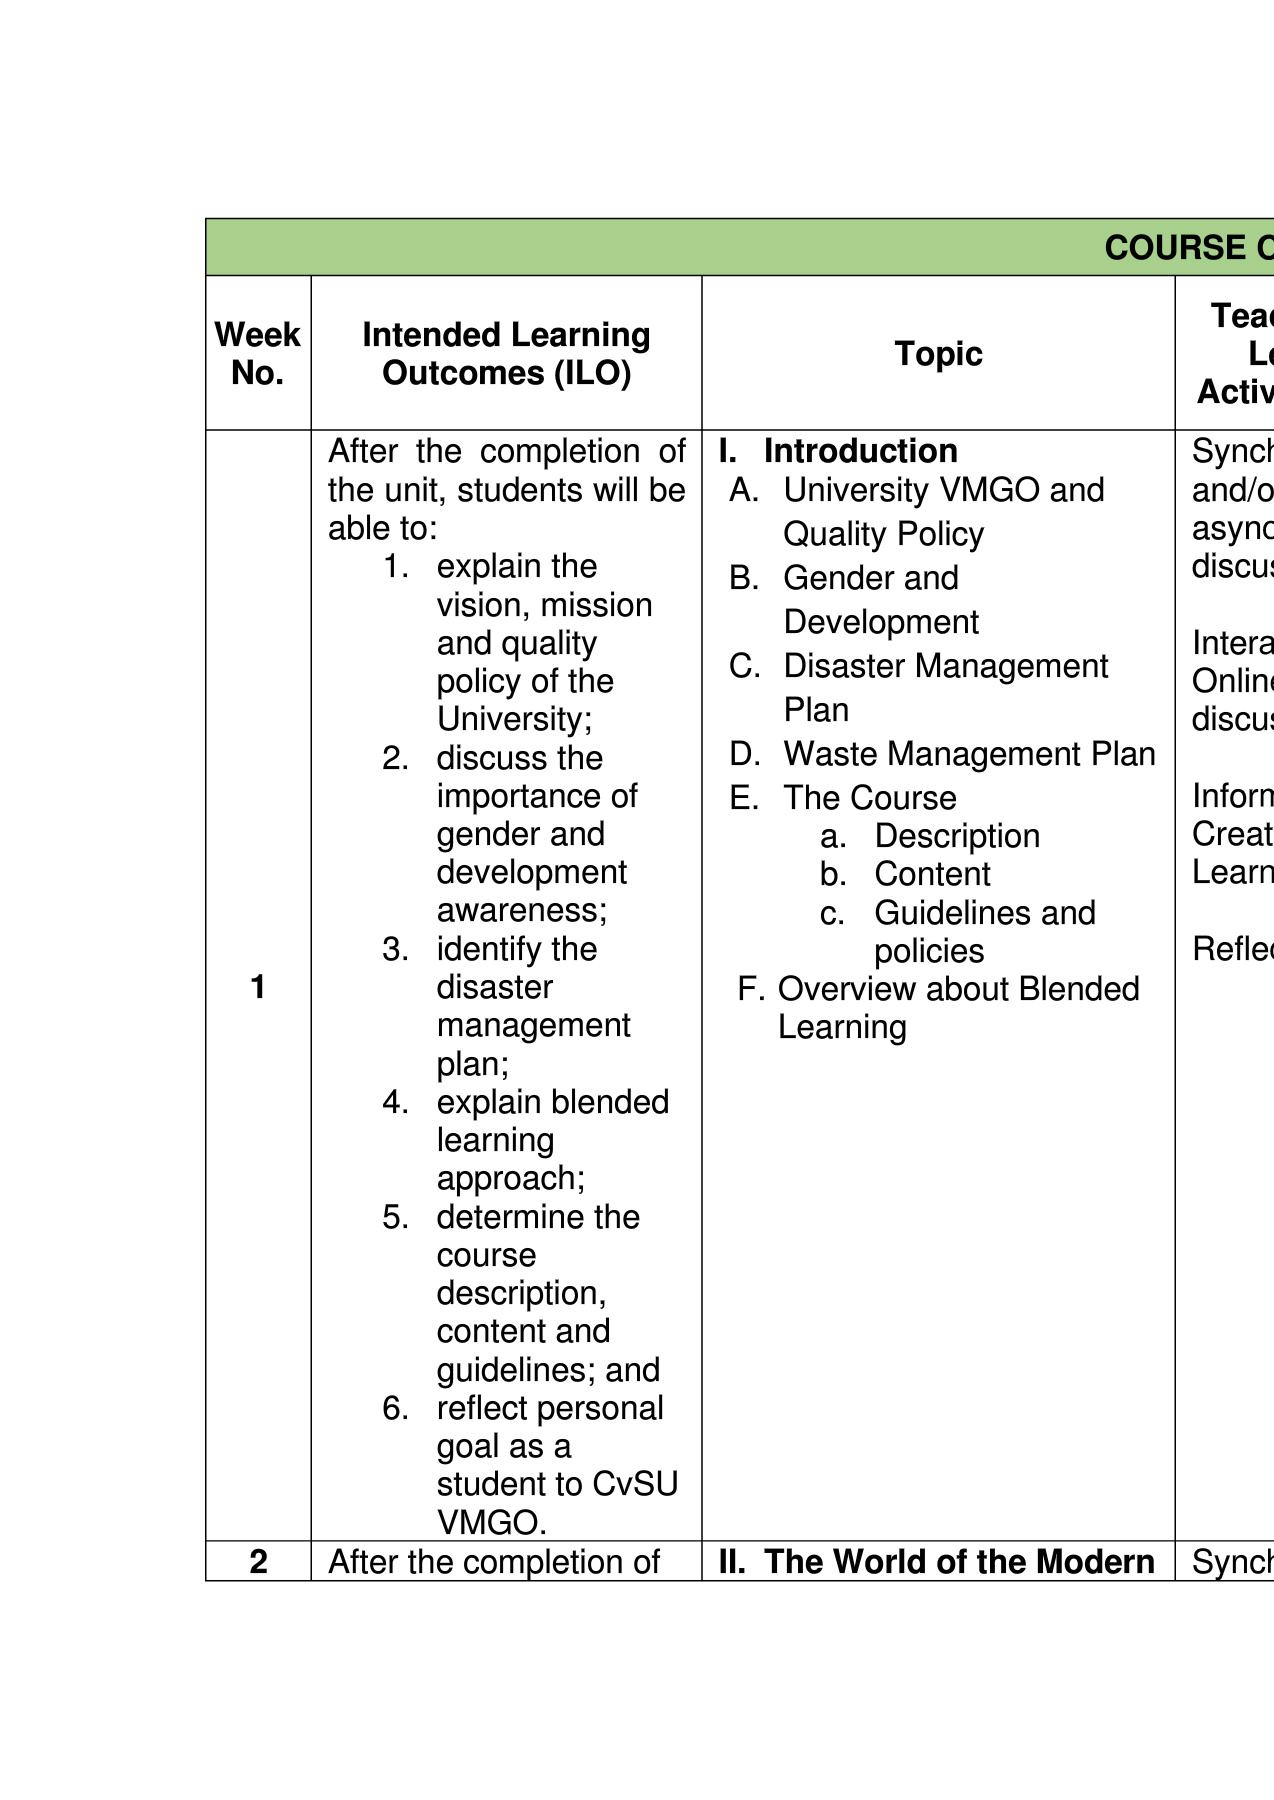 COURSE C
Week
No.
Intended Learning
Outcomes (ILO)
Topic
Teac
Le
Activ
1
After the completion of
the unit, students will be
able to:
1. explain the
vision, mission
and quality
policy of the
University;
2. discuss the
importance of
gender and
development
awareness;
3. identify the
disaster
management
plan;
4. explain blended
learning
approach;
5. determine the
course
description,
content and
guidelines; and
6. reflect personal
goal as a
student to CvSU
VMGO.
I. Introduction
A. University VMGO and
Quality Policy
B. Gender and
Development
C. Disaster Management
Plan
D. Waste Management Plan
E. The Course
a. Description
b. Content
c. Guidelines and
policies
F. Overview about Blended
Learning
Synch
and/o
async
discus
Intera
Online
discus
Inform
Creat
Learn
Reflec
2
After the completion of
II. The World of the Modern
Synch